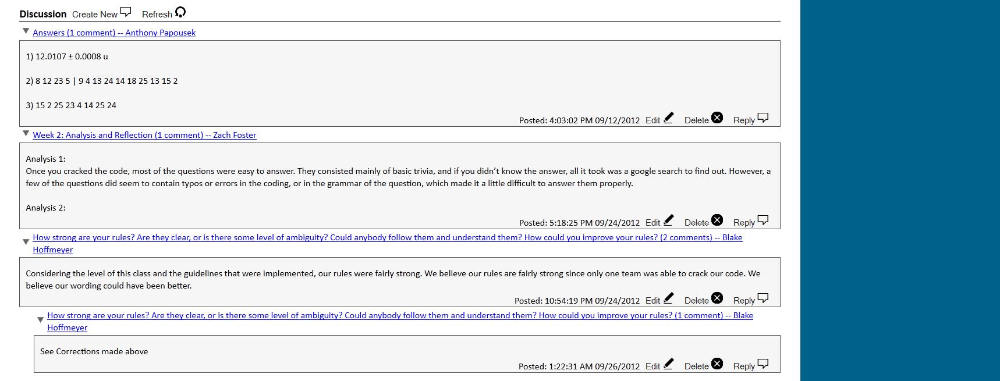 Discussion Create New Refresh
Answers (1 comment) -- Anthony Papousek
1) 12.0107 ± 0.0008 u
2) 8 12 23 5 | 9 4 13 24 14 18 25 13 15 2
3) 15 2 25 23 4 14 25 24
Posted: 4:03:02 PM 09/12/2012 Edit Delete Reply
Week 2: Analysis and Reflection (1 comment) -- Zach Foster
Analysis 1:
Once you cracked the code, most of the questions were easy to answer. They consisted mainly of basic trivia, and if you didn’t know the answer, all it took was a google search to find out. However, a
few of the questions did seem to contain typos or errors in the coding, or in the grammar of the question, which made it a little difficult to answer them properly.
Analysis 2:
Posted: 5:18:25 PM 09/24/2012 Edit Delete Reply
How strong are your rules? Are they clear, or is there some level of ambiguity? Could anybody follow them and understand them? How could you improve your rules? (2 comments) -- Blake
Hoffmeyer
Considering the level of this class and the guidelines that were implemented, our rules were fairly strong. We believe our rules are fairly strong since only one team was able to crack our code. We
believe our wording could have been better.
Posted: 10:54:19 PM 09/24/2012 Edit Delete Reply
How strong are your rules? Are they clear, or is there some level of ambiguity? Could anybody follow them and understand them? How could you improve your rules? (1 comment) -- Blake
Hoffmeyer
See Corrections made above
Posted: 1:22:31 AM 09/26/2012 Edit Delete Reply